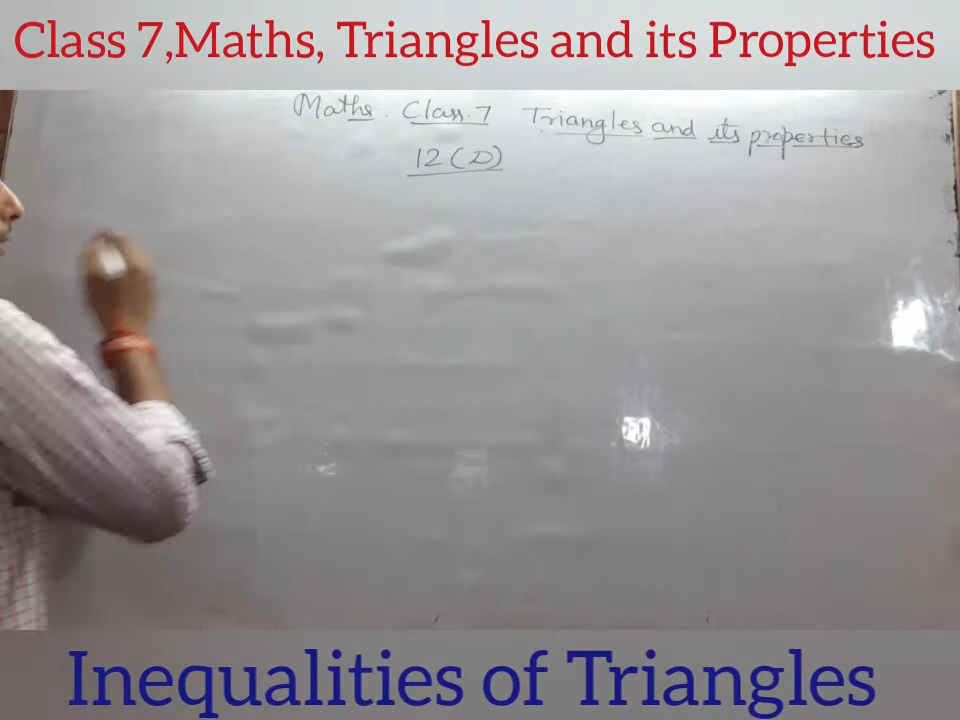 Class 7,Maths, Triangles and its Properties
Maths. Class.7 Triangles and its properties
12(D)
Inequalities of Triangles